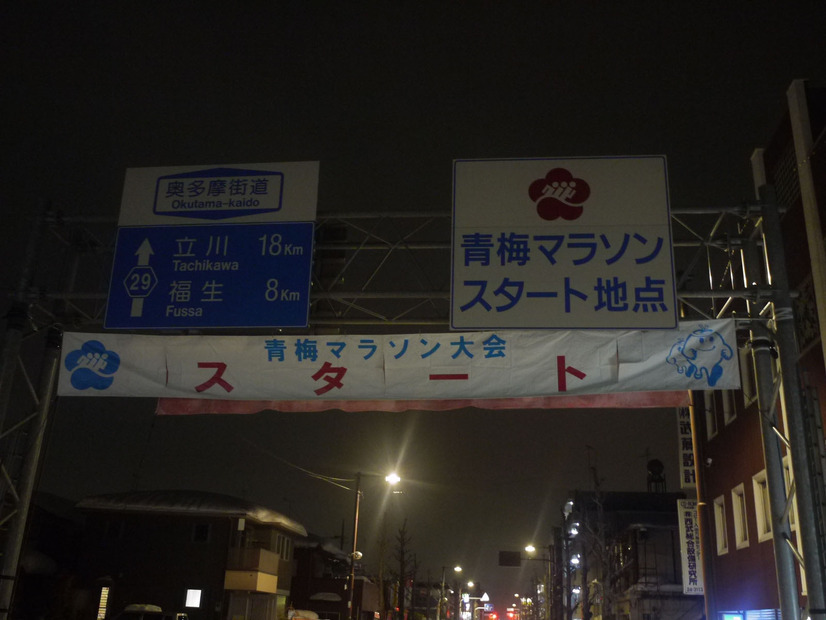 奥多摩街道
Okutama-kaido
立川 18Km
Tachikawa
29
福生 8Km
Fussa
青梅マラソン
スタート地点
青梅マラソン大会
スタート